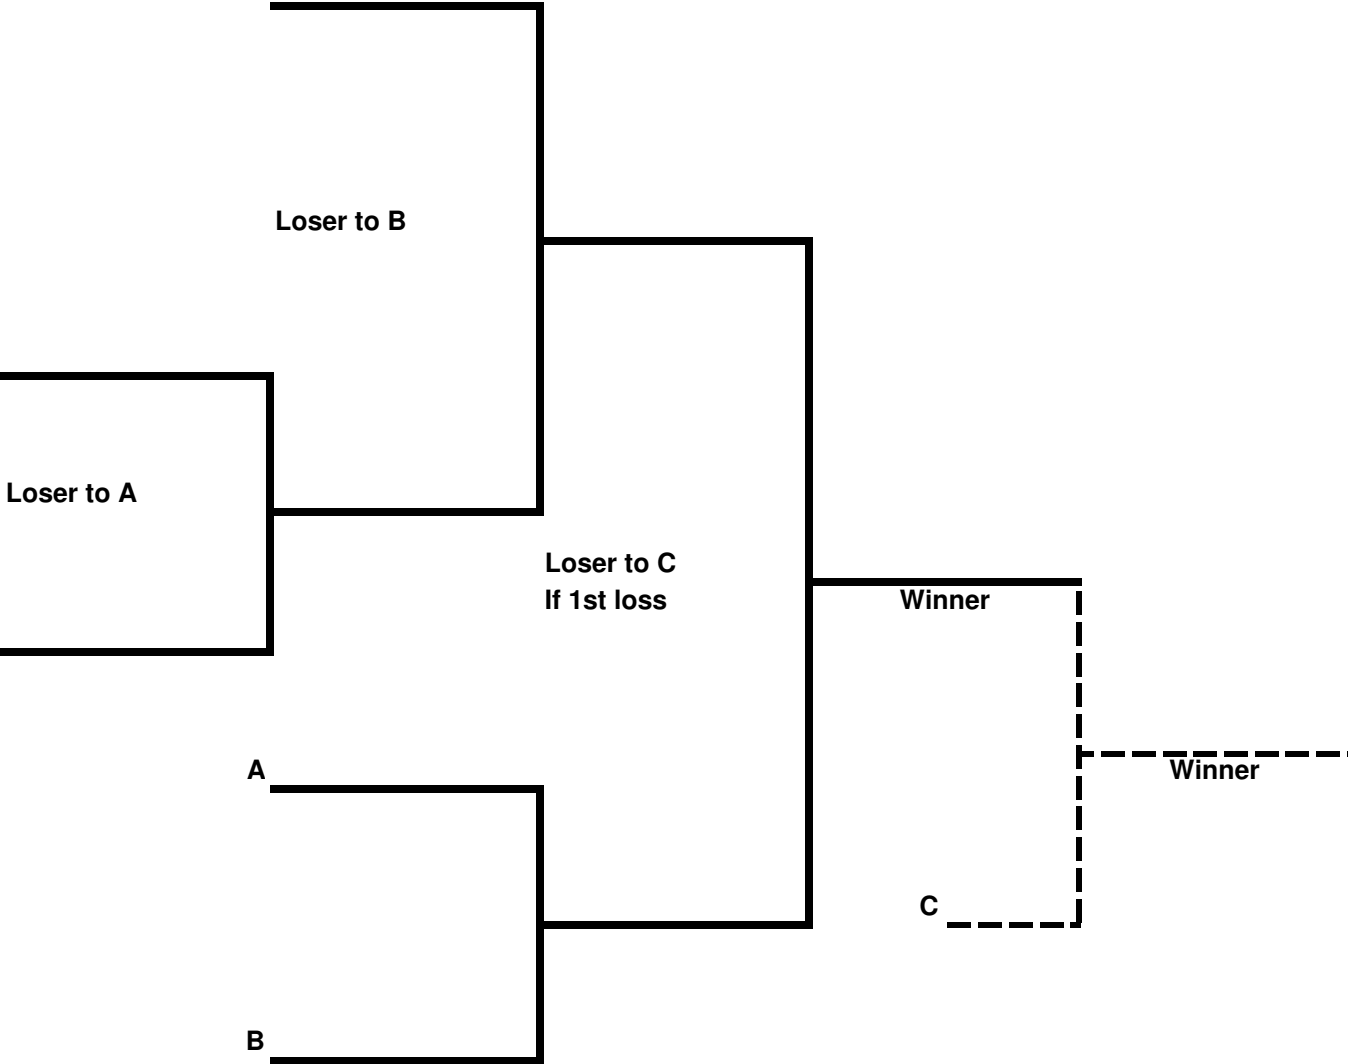 Loser to B
Loser to A
Loser to C
If 1st loss
Winner
Winner
A
C
B